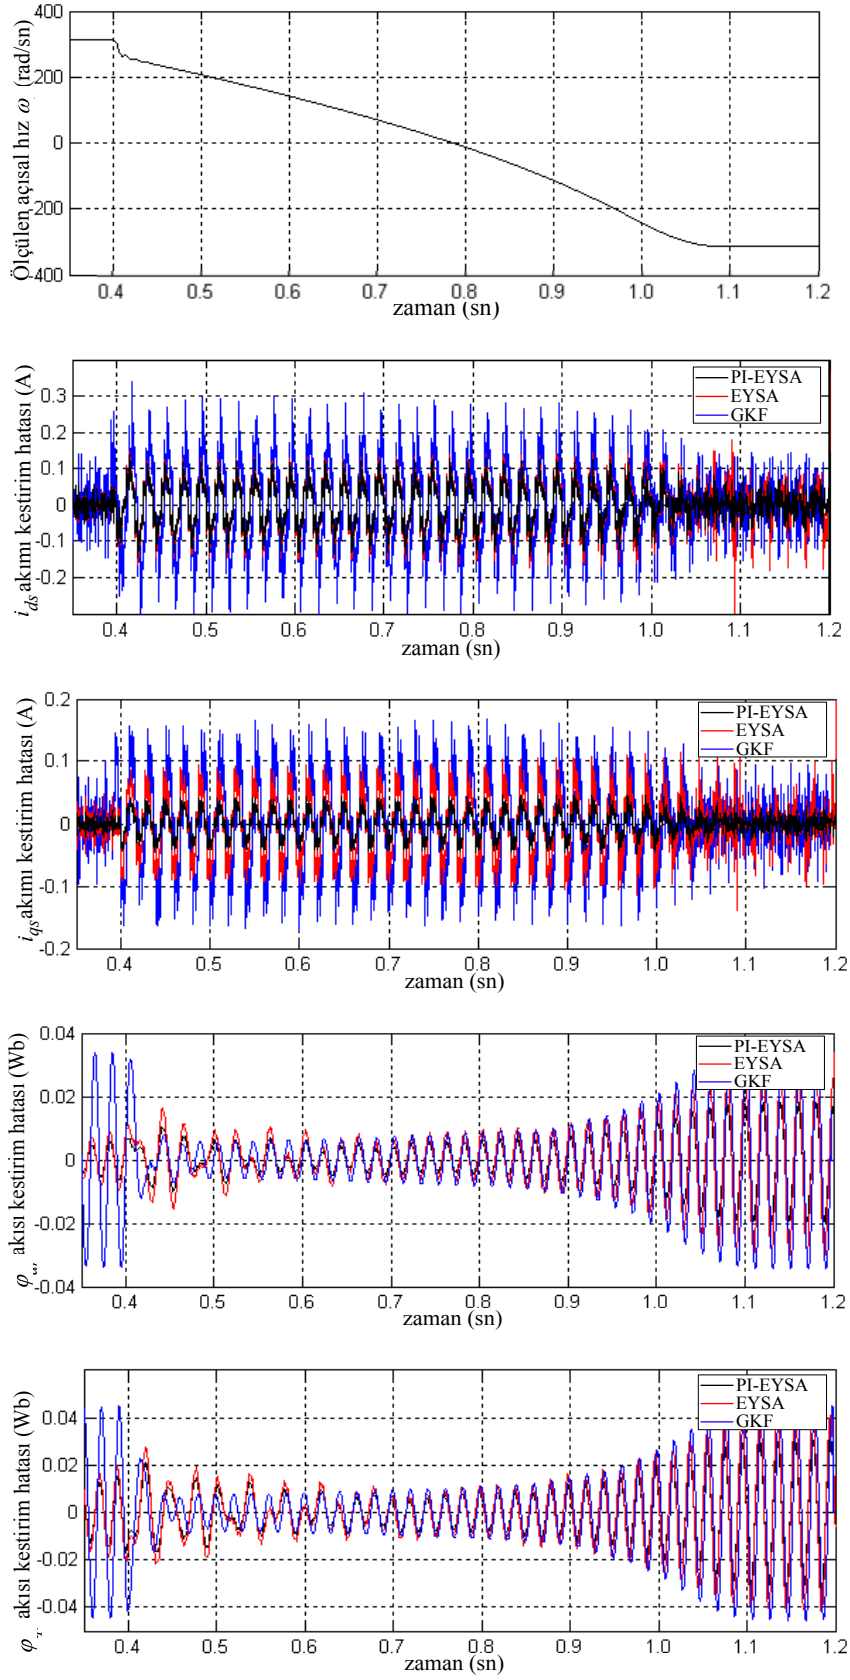 Ölçülen açısal hız ω (rad/sn)
400
200
0
-200
-400
0.4 0.5 0.6 0.7 0.8 0.9 1.0 1.1 1.2
zaman (sn)
i_ds akımı kestirim hatası (A)
PI-EYSA
EYSA
GKF
0.3
0.2
0.1
0
-0.1
-0.2
0.4 0.5 0.6 0.7 0.8 0.9 1.0 1.1 1.2
zaman (sn)
i_qs akımı kestirim hatası (A)
PI-EYSA
EYSA
GKF
0.2
0.1
0
-0.1
-0.2
0.4 0.5 0.6 0.7 0.8 0.9 1.0 1.1 1.2
zaman (sn)
φ akısı kestirim hatası (Wb)
PI-EYSA
EYSA
GKF
0.04
0.02
0
-0.02
-0.04
0.4 0.5 0.6 0.7 0.8 0.9 1.0 1.1 1.2
zaman (sn)
φ akısı kestirim hatası (Wb)
PI-EYSA
EYSA
GKF
0.04
0.02
0
-0.02
-0.04
0.4 0.5 0.6 0.7 0.8 0.9 1.0 1.1 1.2
zaman (sn)